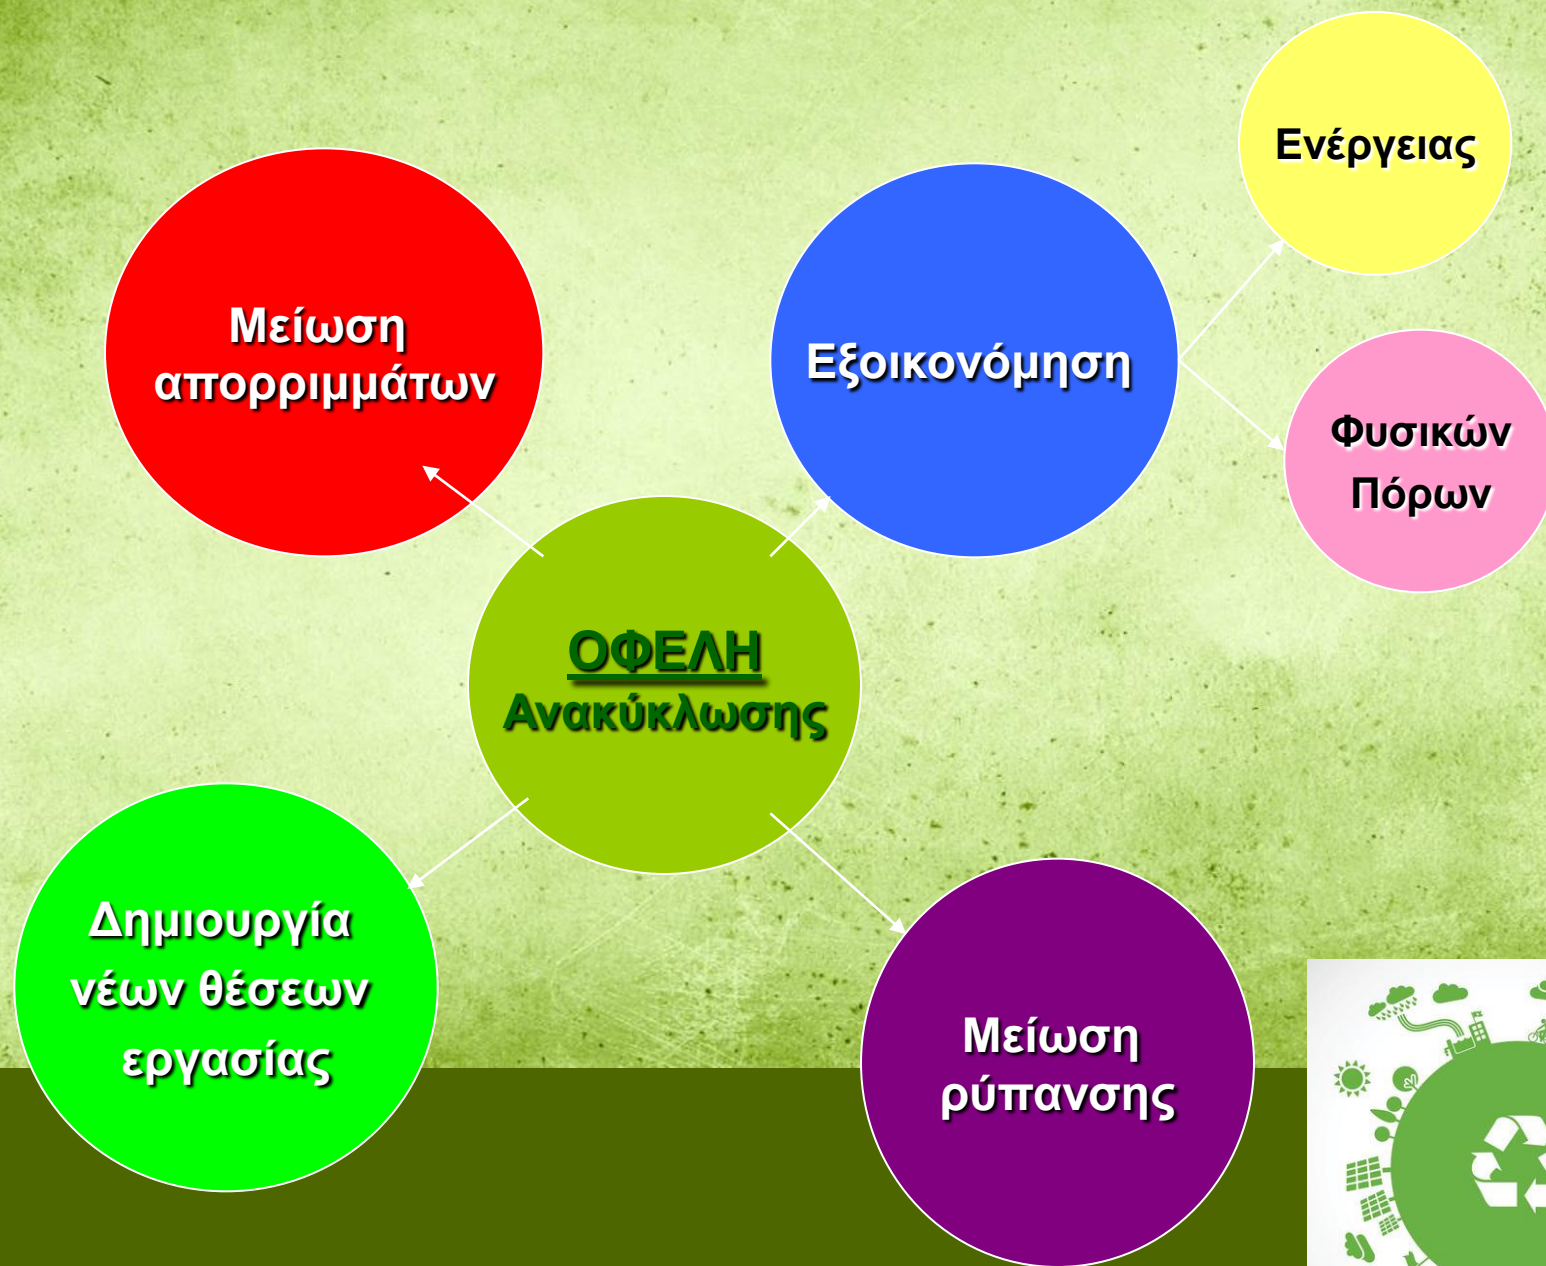 Ενέργειας
Μείωση
απορριμμάτων
Εξοικονόμηση
Φυσικών
Πόρων
ΟΦΕΛΗ
Ανακύκλωσης
Δημιουργία
νέων θέσεων
εργασίας
Μείωση
ρύπανσης